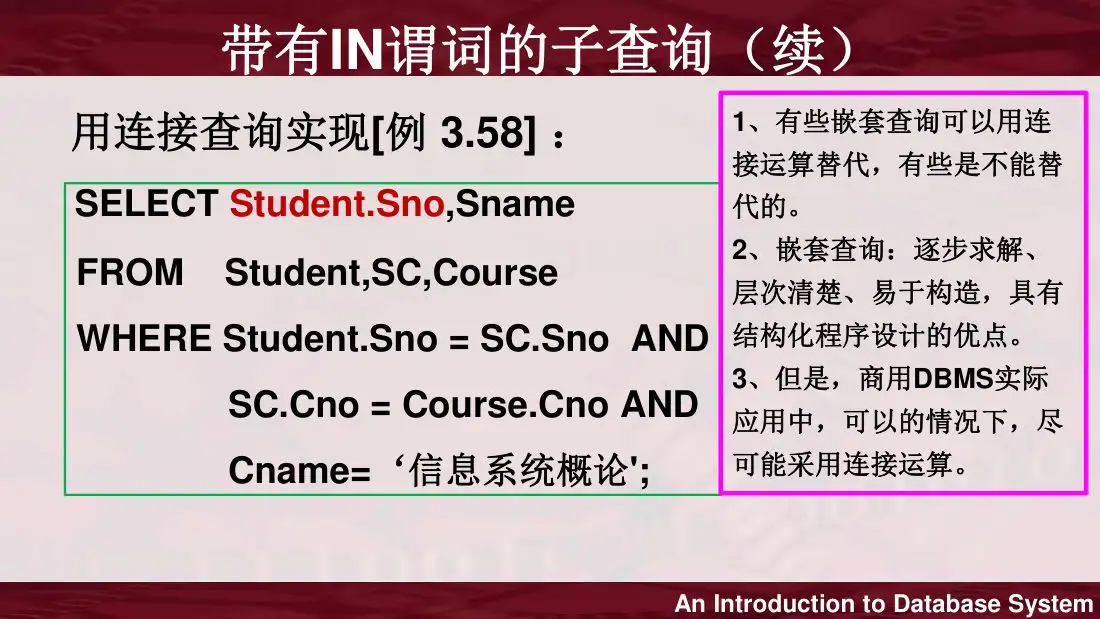 带有IN谓词的子查询（续）
用连接查询实现[例 3.58] ：
SELECT Student.Sno,Sname
FROM Student,SC,Course
WHERE Student.Sno = SC.Sno AND
SC.Cno = Course.Cno AND
Cname= ‘信息系统概论';
1、有些嵌套查询可以用连
接运算替代，有些是不能替
代的。
2、嵌套查询：逐步求解、
层次清楚、易于构造，具有
结构化程序设计的优点。
3、但是，商用DBMS实际
应用中，可以的情况下，尽
可能采用连接运算。
An Introduction to Database System